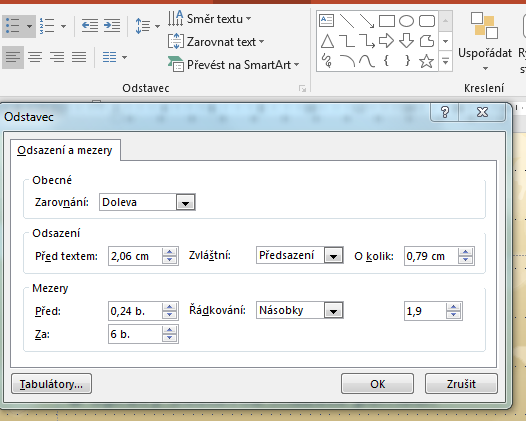 Směr textu
Zarovnat text
Převést na SmartArt
Uspořádat
Odstavec
Kreslení
Odstavec
Odsazení a mezery
Obecné
Zarovnání: Doleva
Odsazení
Před textem: 2,06 cm Zvláštní: Předsazení O kolik: 0,79 cm
Mezery
Před: 0,24 b. Řádkování: Násobky 1,9
Za: 6 b.
Tabulátory... OK Zrušit